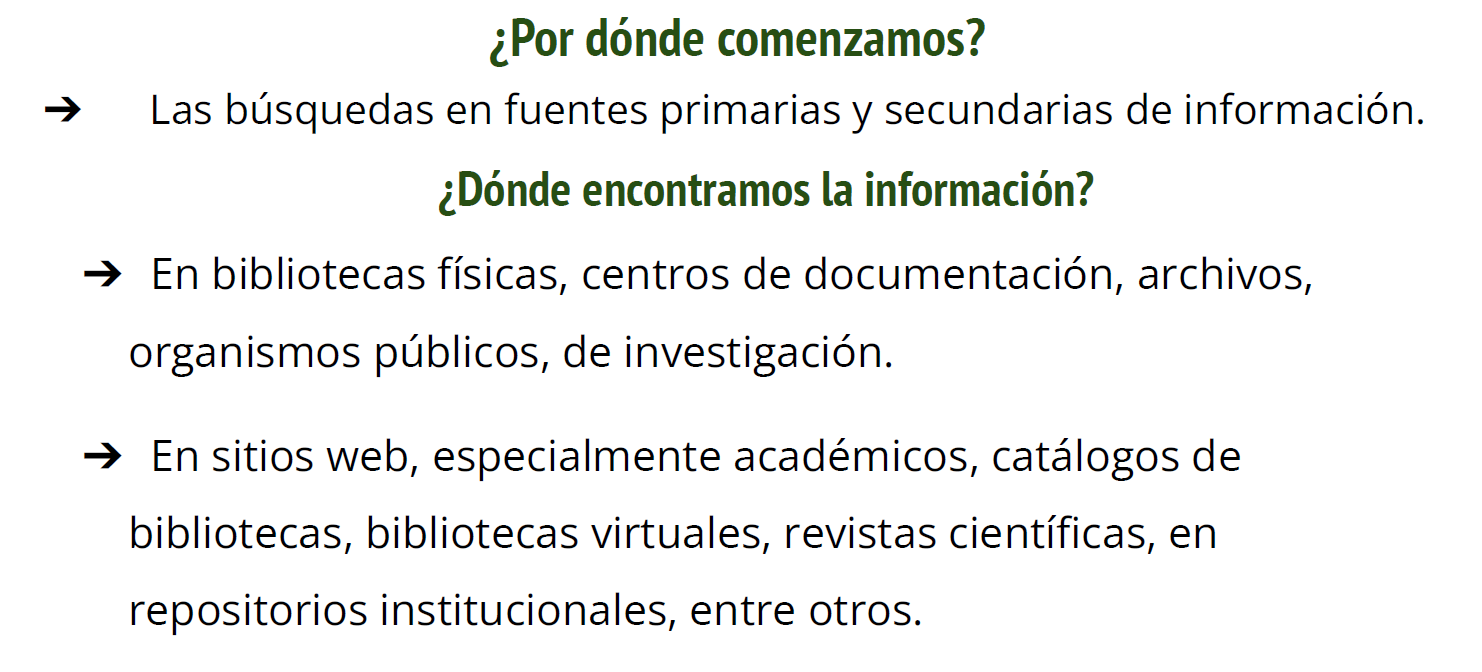 ¿Por dónde comenzamos?
➔ Las búsquedas en fuentes primarias y secundarias de información.
¿Dónde encontramos la información?
➔ En bibliotecas físicas, centros de documentación, archivos,
organismos públicos, de investigación.
➔ En sitios web, especialmente académicos, catálogos de
bibliotecas, bibliotecas virtuales, revistas científicas, en
repositorios institucionales, entre otros.